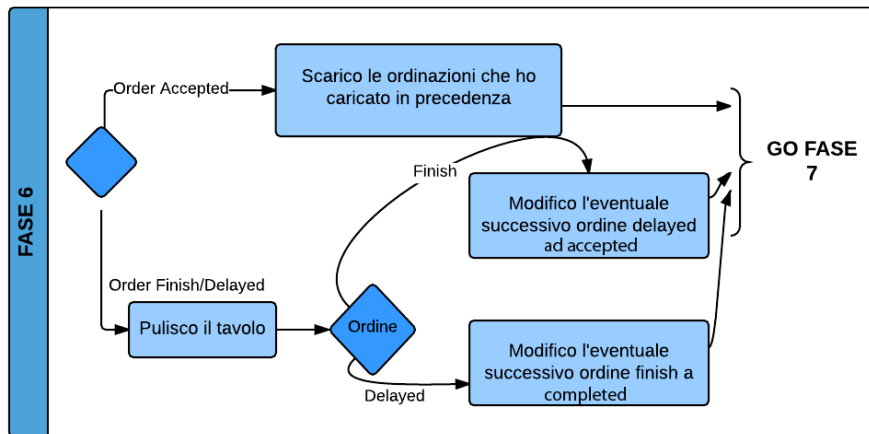 FASE 6
Order Accepted
Scarico le ordinazioni che ho
caricato in precedenza
GO FASE
7
Finish
Modifico l'eventuale
successivo ordine delayed
ad accepted
Order Finish/Delayed
Pulisco il tavolo
Ordine
Modifico l'eventuale
successivo ordine finish a
completed
Delayed